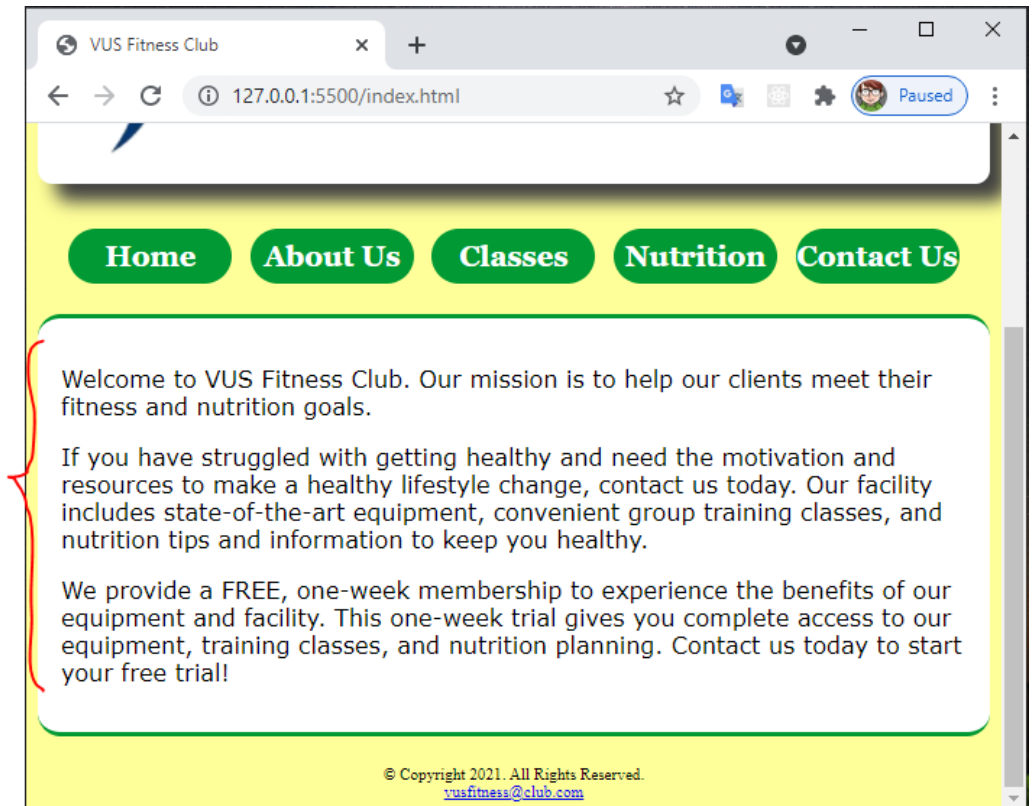 VUS Fitness Club
127.0.0.1:5500/index.html
Paused
Home About Us Classes Nutrition Contact Us
Welcome to VUS Fitness Club. Our mission is to help our clients meet their
fitness and nutrition goals.
If you have struggled with getting healthy and need the motivation and
resources to make a healthy lifestyle change, contact us today. Our facility
includes state-of-the-art equipment, convenient group training classes, and
nutrition tips and information to keep you healthy.
We provide a FREE, one-week membership to experience the benefits of our
equipment and facility. This one-week trial gives you complete access to our
equipment, training classes, and nutrition planning. Contact us today to start
your free trial!
© Copyright 2021. All Rights Reserved.
vusfitness@club.com